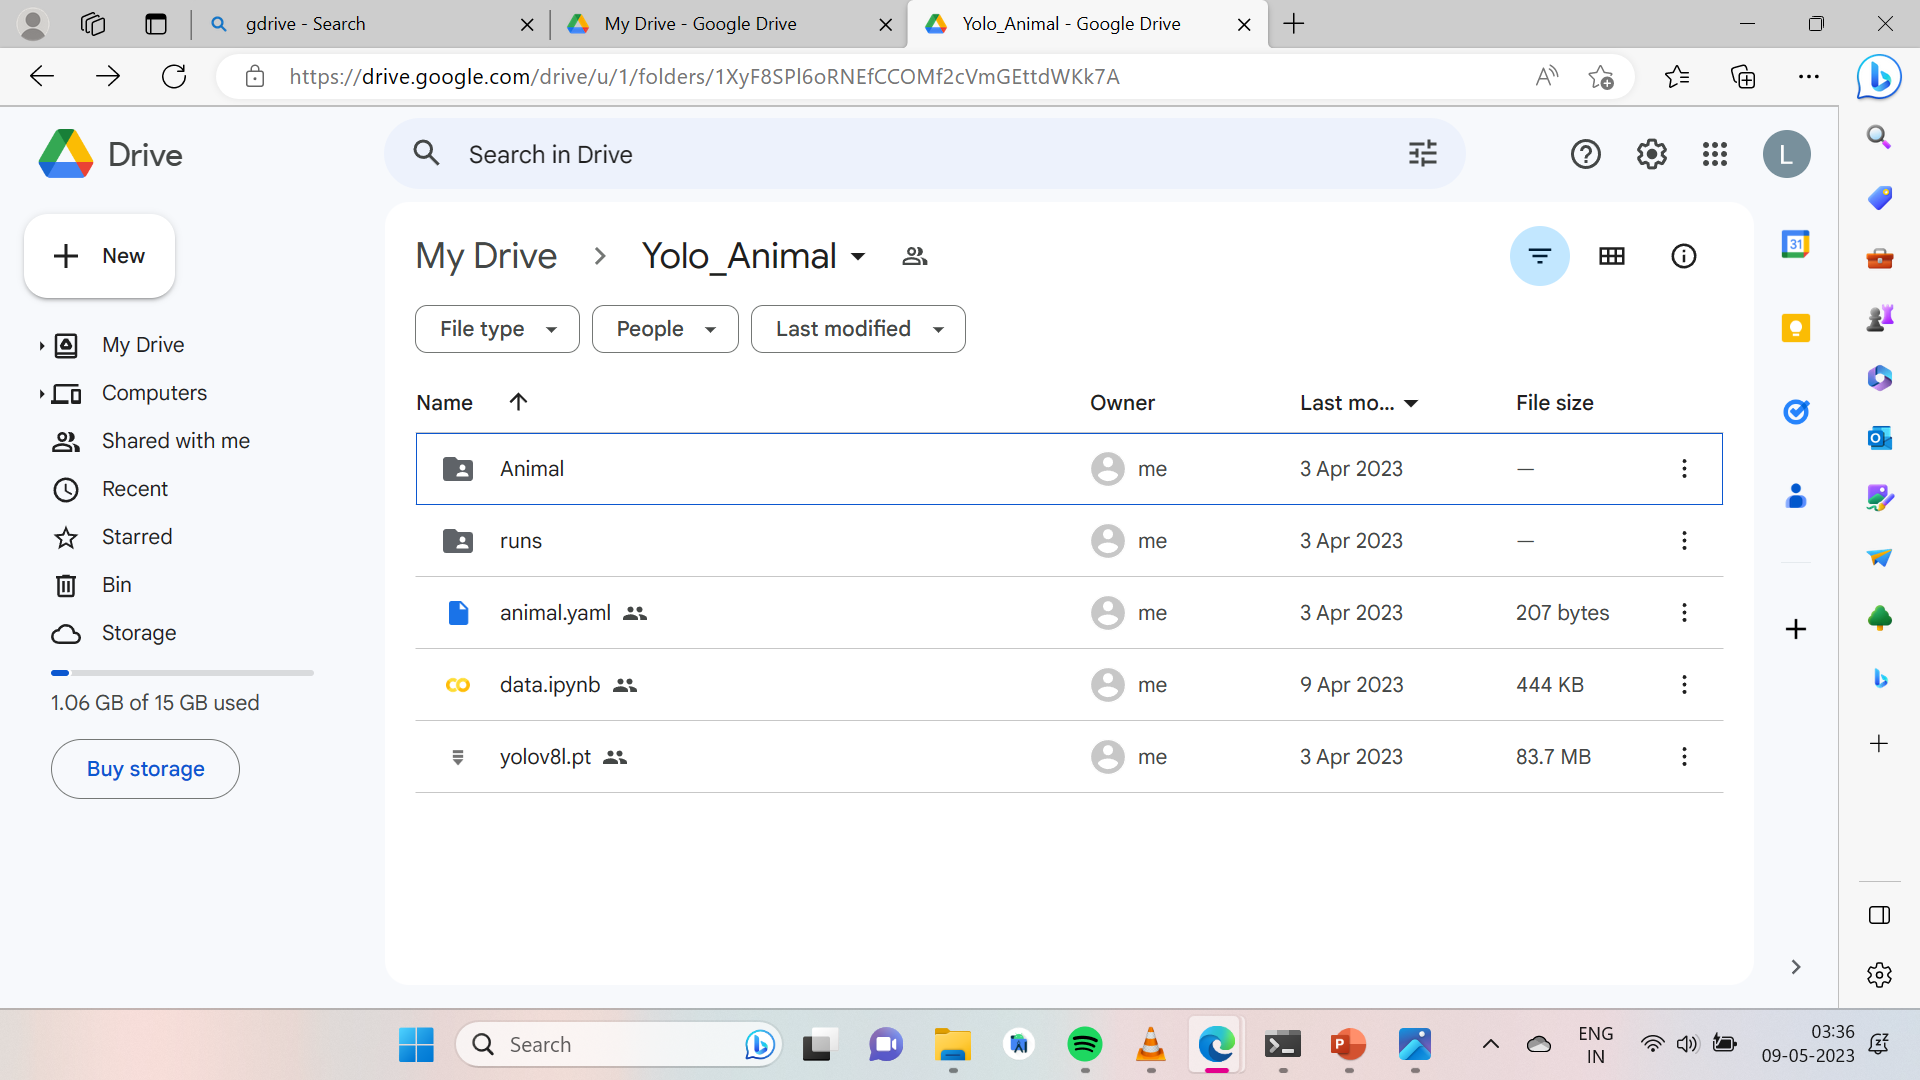 gdrive - Search
My Drive - Google Drive
Yolo_Animal - Google Drive
https://drive.google.com/drive/u/1/folders/1XyF8SPl6oRNEfCCOMf2cVmGEttdWKk7A
Drive
Search in Drive
L
New
My Drive
Computers
Shared with me
Recent
Starred
Bin
Storage
1.06 GB of 15 GB used
Buy storage
My Drive > Yolo_Animal
File type
People
Last modified
Name Owner Last mo... File size
Animal me 3 Apr 2023 —
runs me 3 Apr 2023 —
animal.yaml me 3 Apr 2023 207 bytes
data.ipynb me 9 Apr 2023 444 KB
yolov8l.pt me 3 Apr 2023 83.7 MB
31
Search
ENG
IN
03:36
09-05-2023